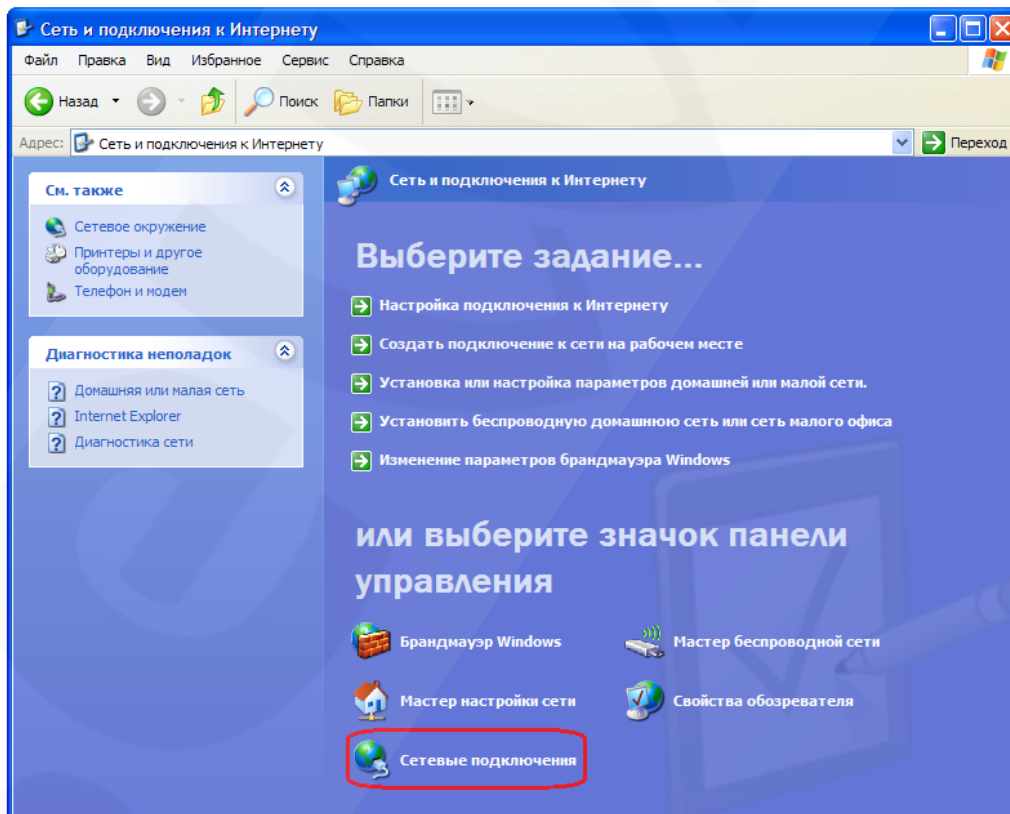 Сеть и подключения к Интернету
Файл Правка Вид Избранное Сервис Справка
Назад Поиск Папки
Адрес: Сеть и подключения к Интернету Переход
См. также
Сетевое окружение
Принтеры и другое
оборудование
Телефон и модем
Диагностика неполадок
Домашняя или малая сеть
Internet Explorer
Диагностика сети
Сеть и подключения к Интернету
Выберите задание...
Настройка подключения к Интернету
Создать подключение к сети на рабочем месте
Установка или настройка параметров домашней или малой сети.
Установить беспроводную домашнюю сеть или сеть малого офиса
Изменение параметров брандмауэра Windows
или выберите значок панели
управления
Брандмауэр Windows Мастер беспроводной сети
Мастер настройки сети Свойства обозревателя
Сетевые подключения